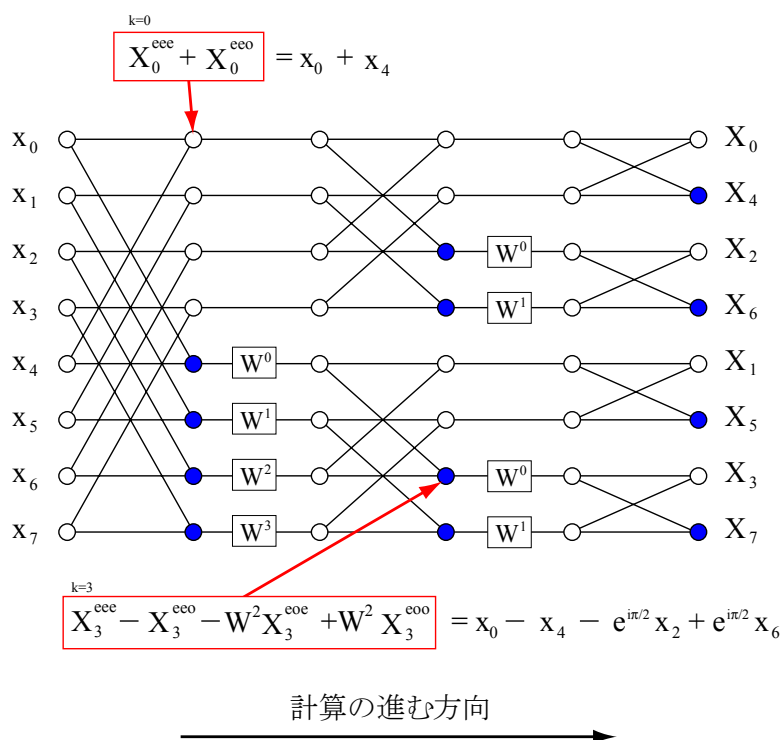 k=0
X₀ᵉᵉᵉ + X₀ᵉᵉᵒ = x₀ + x₄
x₀ X₀
x₁ X₄
x₂ W⁰ X₂
x₃ W¹ X₆
x₄ W⁰ X₁
x₅ W¹ X₅
x₆ W² W⁰ X₃
x₇ W³ W¹ X₇
k=3
X₃ᵉᵉᵉ − X₃ᵉᵉᵒ − W²X₃ᵉᵒᵉ + W² X₃ᵉᵒᵒ = x₀ − x₄ − e^{iπ/2} x₂ + e^{iπ/2} x₆
計算の進む方向